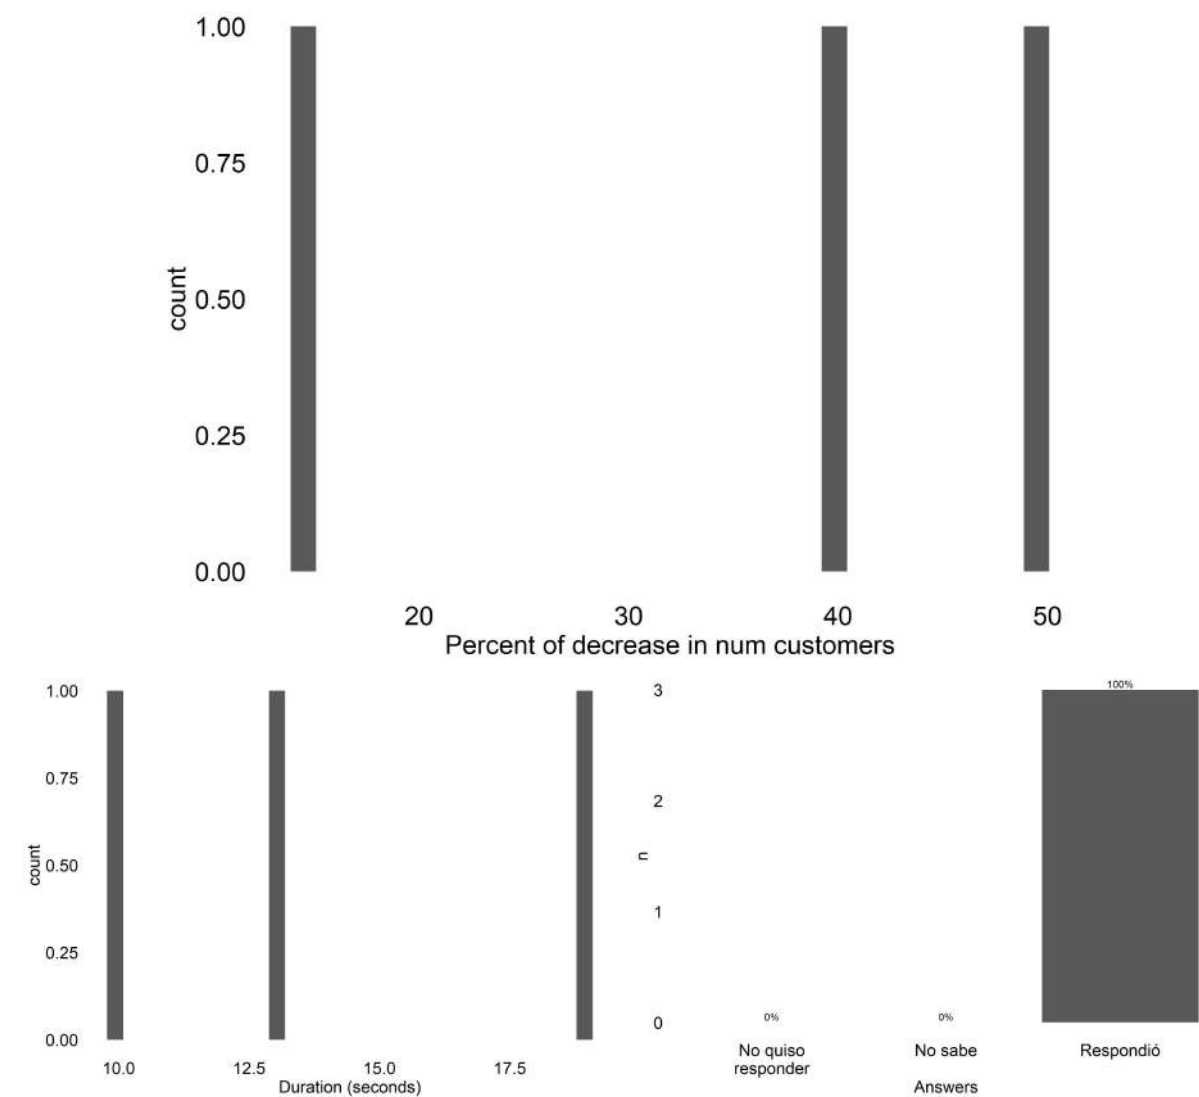 1.00
0.75
0.50
0.25
0.00
count
20 30 40 50
Percent of decrease in num customers
1.00
0.75
0.50
0.25
0.00
count
10.0 12.5 15.0 17.5
Duration (seconds)
3
2
1
0
n
100%
0% 0%
No quiso
responder
No sabe
Respondió
Answers